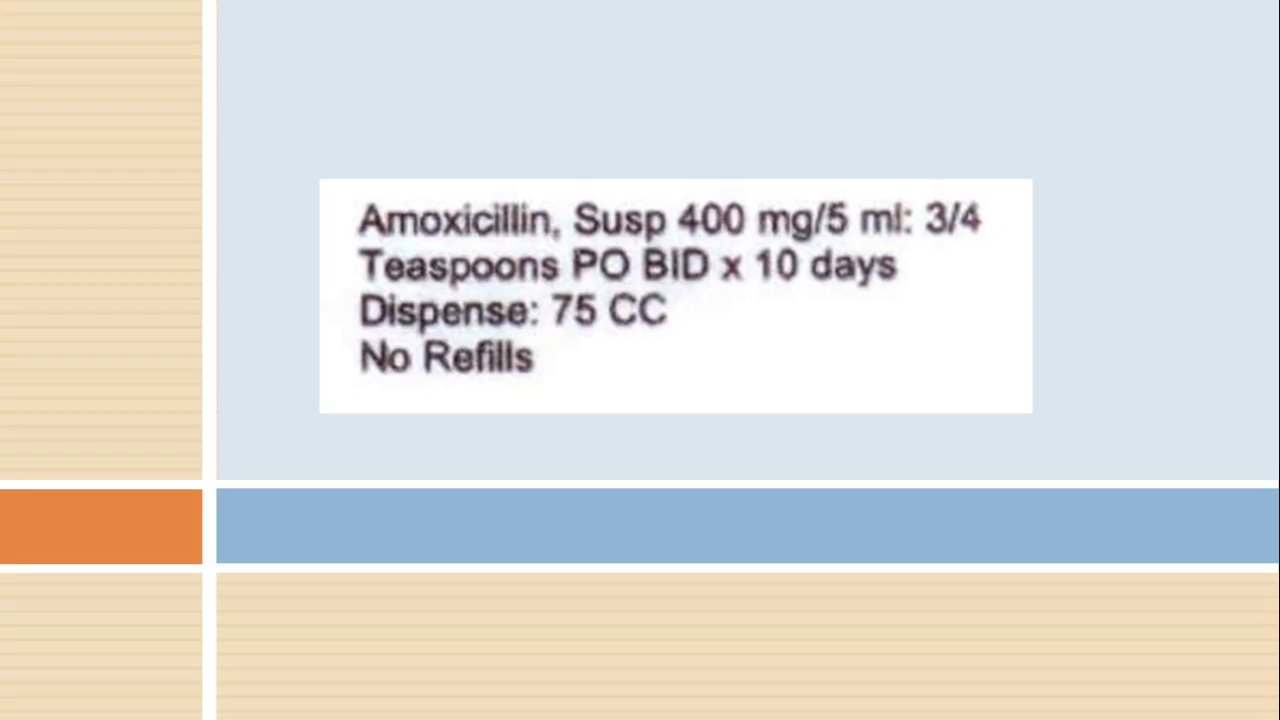 Amoxicillin, Susp 400 mg/5 ml: 3/4
Teaspoons PO BID x 10 days
Dispense: 75 CC
No Refills